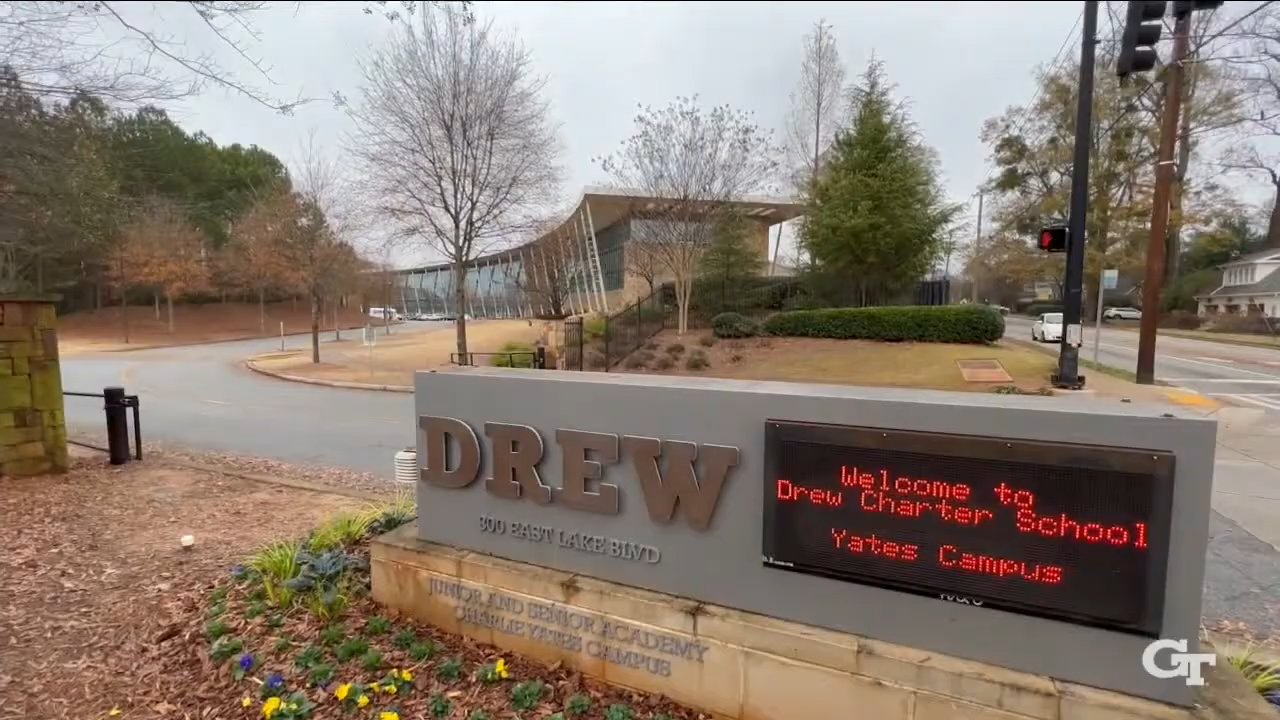 DREW
300 EAST LAKE BLVD
JUNIOR AND SENIOR ACADEMY
CHARLIE YATES CAMPUS
Welcome to
Drew Charter School
Yates Campus
GT